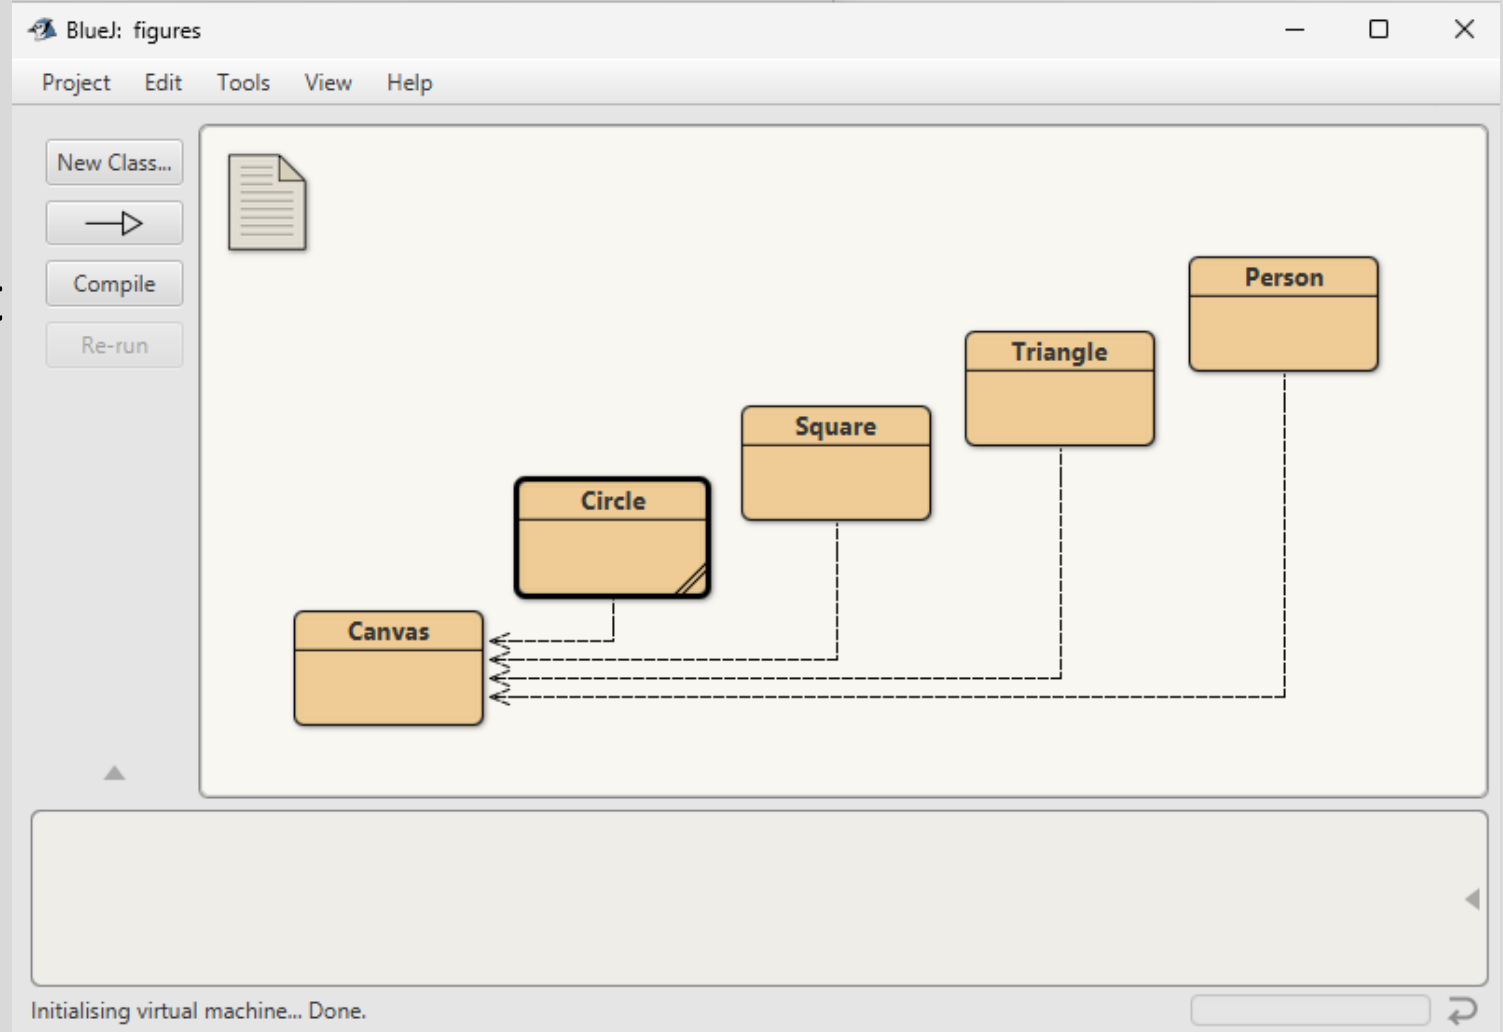 BlueJ: figures
Project Edit Tools View Help
New Class...
Compile
Re-run
Person
Triangle
Square
Circle
Canvas
Initialising virtual machine... Done.